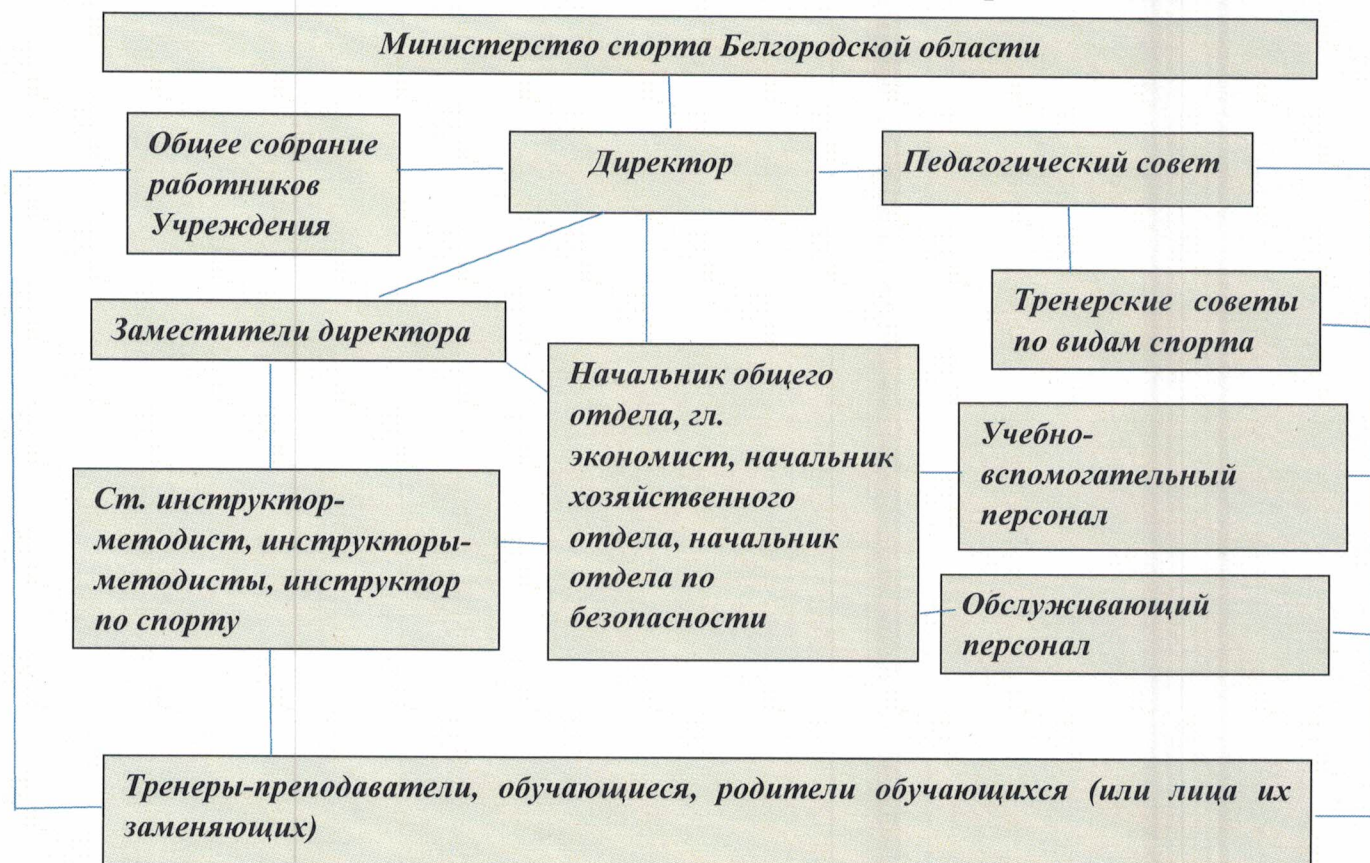 Министерство спорта Белгородской области
Общее собрание
работников
Учреждения
Директор
Педагогический совет
Заместители директора
Тренерские советы
по видам спорта
Начальник общего
отдела, гл.
экономист, начальник
хозяйственного
отдела, начальник
отдела по
безопасности
Учебно-
вспомогательный
персонал
Ст. инструктор-
методист, инструкторы-
методисты, инструктор
по спорту
Обслуживающий
персонал
Тренеры-преподаватели, обучающиеся, родители обучающихся (или лица их
заменяющих)